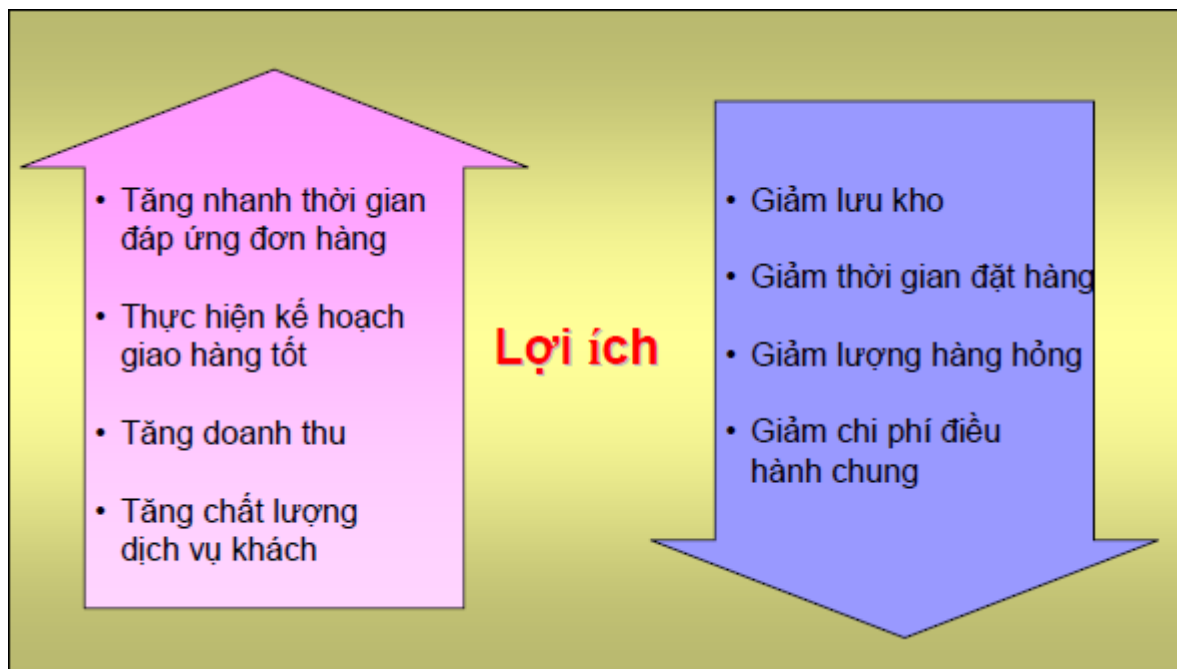 • Tăng nhanh thời gian
đáp ứng đơn hàng
• Thực hiện kế hoạch
giao hàng tốt
• Tăng doanh thu
• Tăng chất lượng
dịch vụ khách
Lợi ích
• Giảm lưu kho
• Giảm thời gian đặt hàng
• Giảm lượng hàng hỏng
• Giảm chi phí điều
hành chung